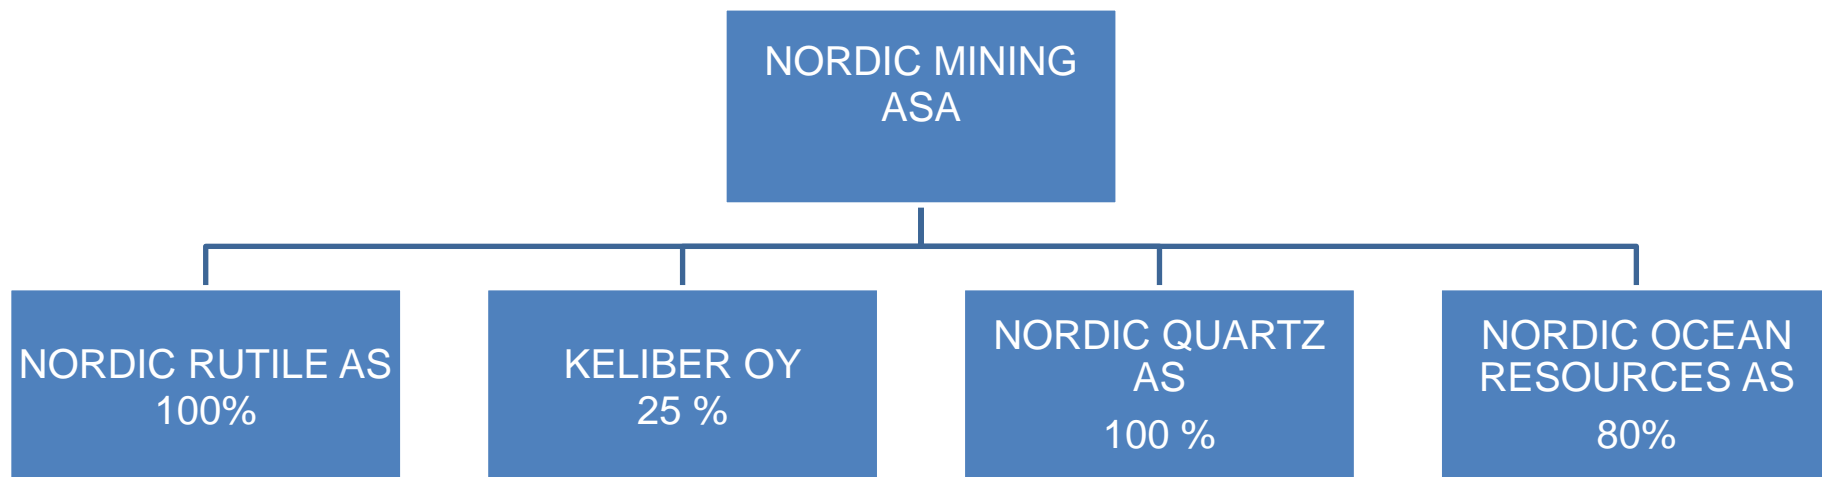 NORDIC MINING
ASA
NORDIC RUTILE AS
100%
KELIBER OY
25 %
NORDIC QUARTZ
AS
100 %
NORDIC OCEAN
RESOURCES AS
80%